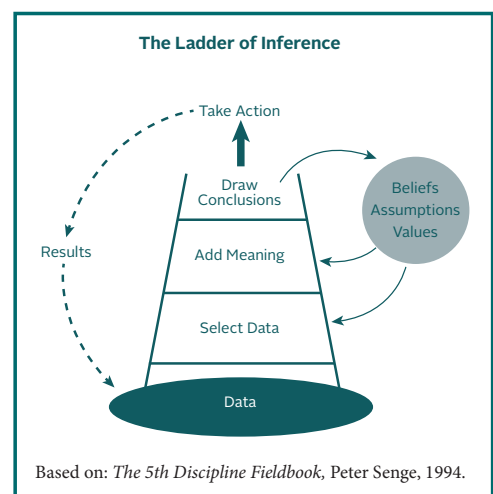 The Ladder of Inference
Take Action
Draw
Conclusions
Beliefs
Assumptions
Values
Results
Add Meaning
Select Data
Data
Based on: The 5th Discipline Fieldbook, Peter Senge, 1994.